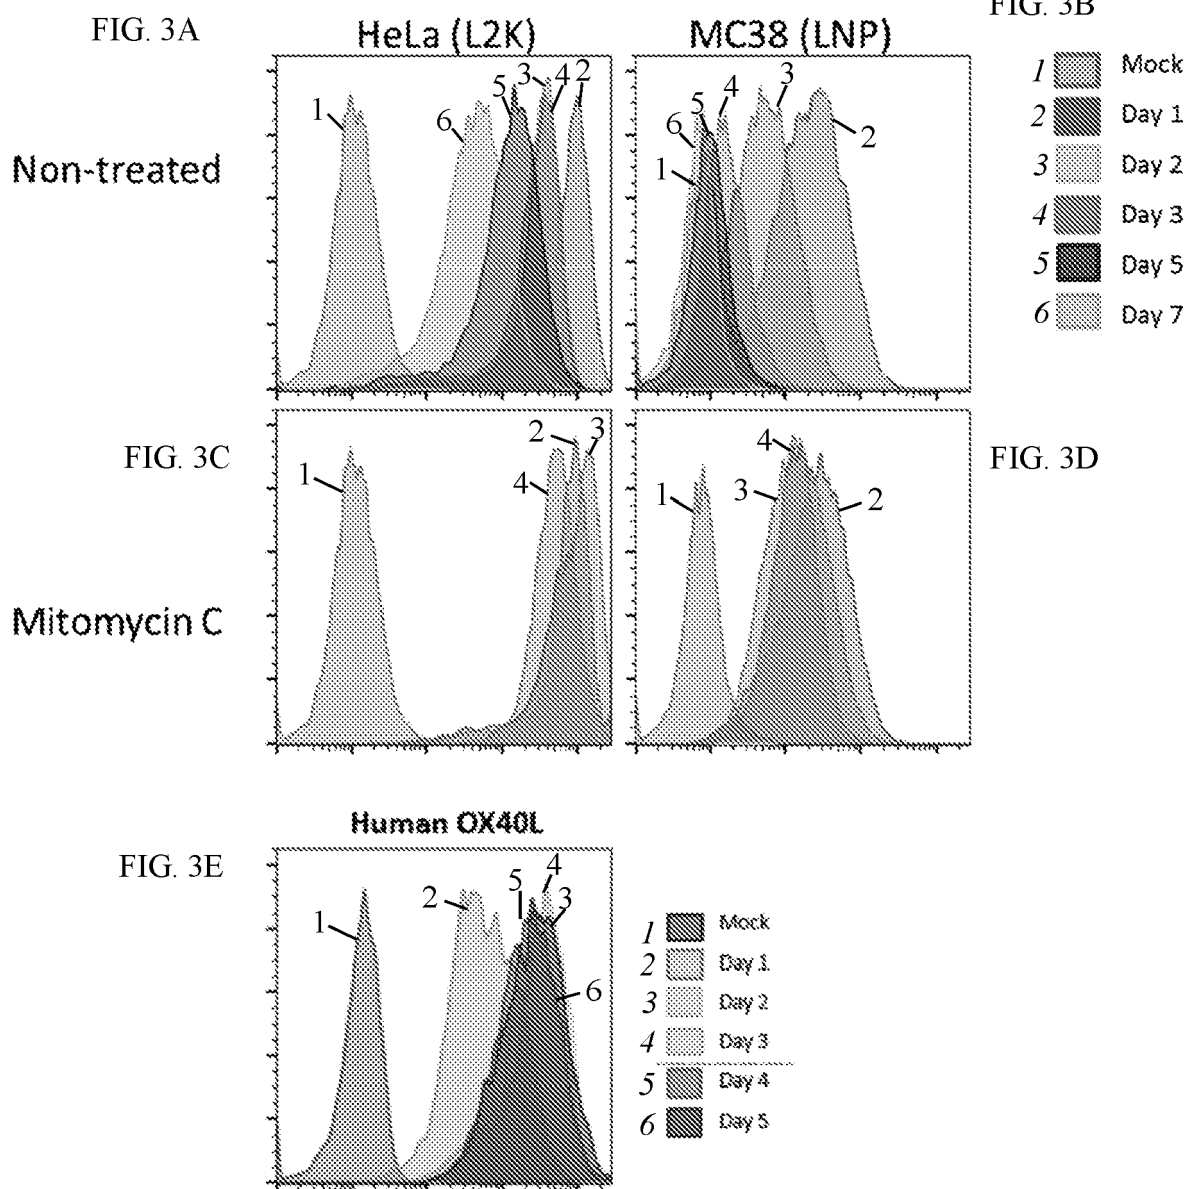 FIG. 3A
HeLa (L2K)
MC38 (LNP)
FIG. 3B
Non-treated
1
6
5
3
4
2
6
5
4
1
3
2
1 Mock
2 Day 1
3 Day 2
4 Day 3
5 Day 5
6 Day 7
FIG. 3C
Mitomycin C
1
4
2
3
1
3
4
2
FIG. 3D
Human OX40L
FIG. 3E
1
2
5
4
3
6
1 Mock
2 Day 1
3 Day 2
4 Day 3
5 Day 4
6 Day 5